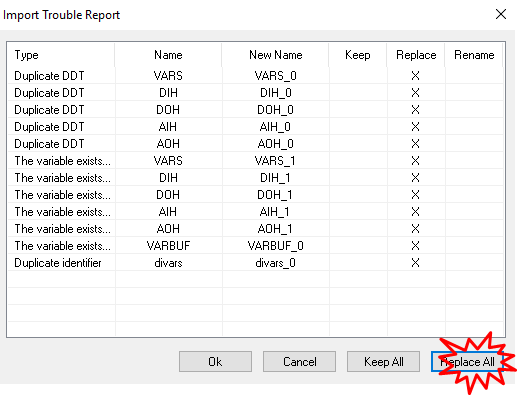 Import Trouble Report
Type Name New Name Keep Replace Rename
Duplicate DDT VARS VARS_0 X
Duplicate DDT DIH DIH_0 X
Duplicate DDT DOH DOH_0 X
Duplicate DDT AIH AIH_0 X
Duplicate DDT AOH AOH_0 X
The variable exists... VARS VARS_1 X
The variable exists... DIH DIH_1 X
The variable exists... DOH DOH_1 X
The variable exists... AIH AIH_1 X
The variable exists... AOH AOH_1 X
The variable exists... VARBUF VARBUF_0 X
Duplicate identifier divars divars_0 X
Ok Cancel Keep All Replace All